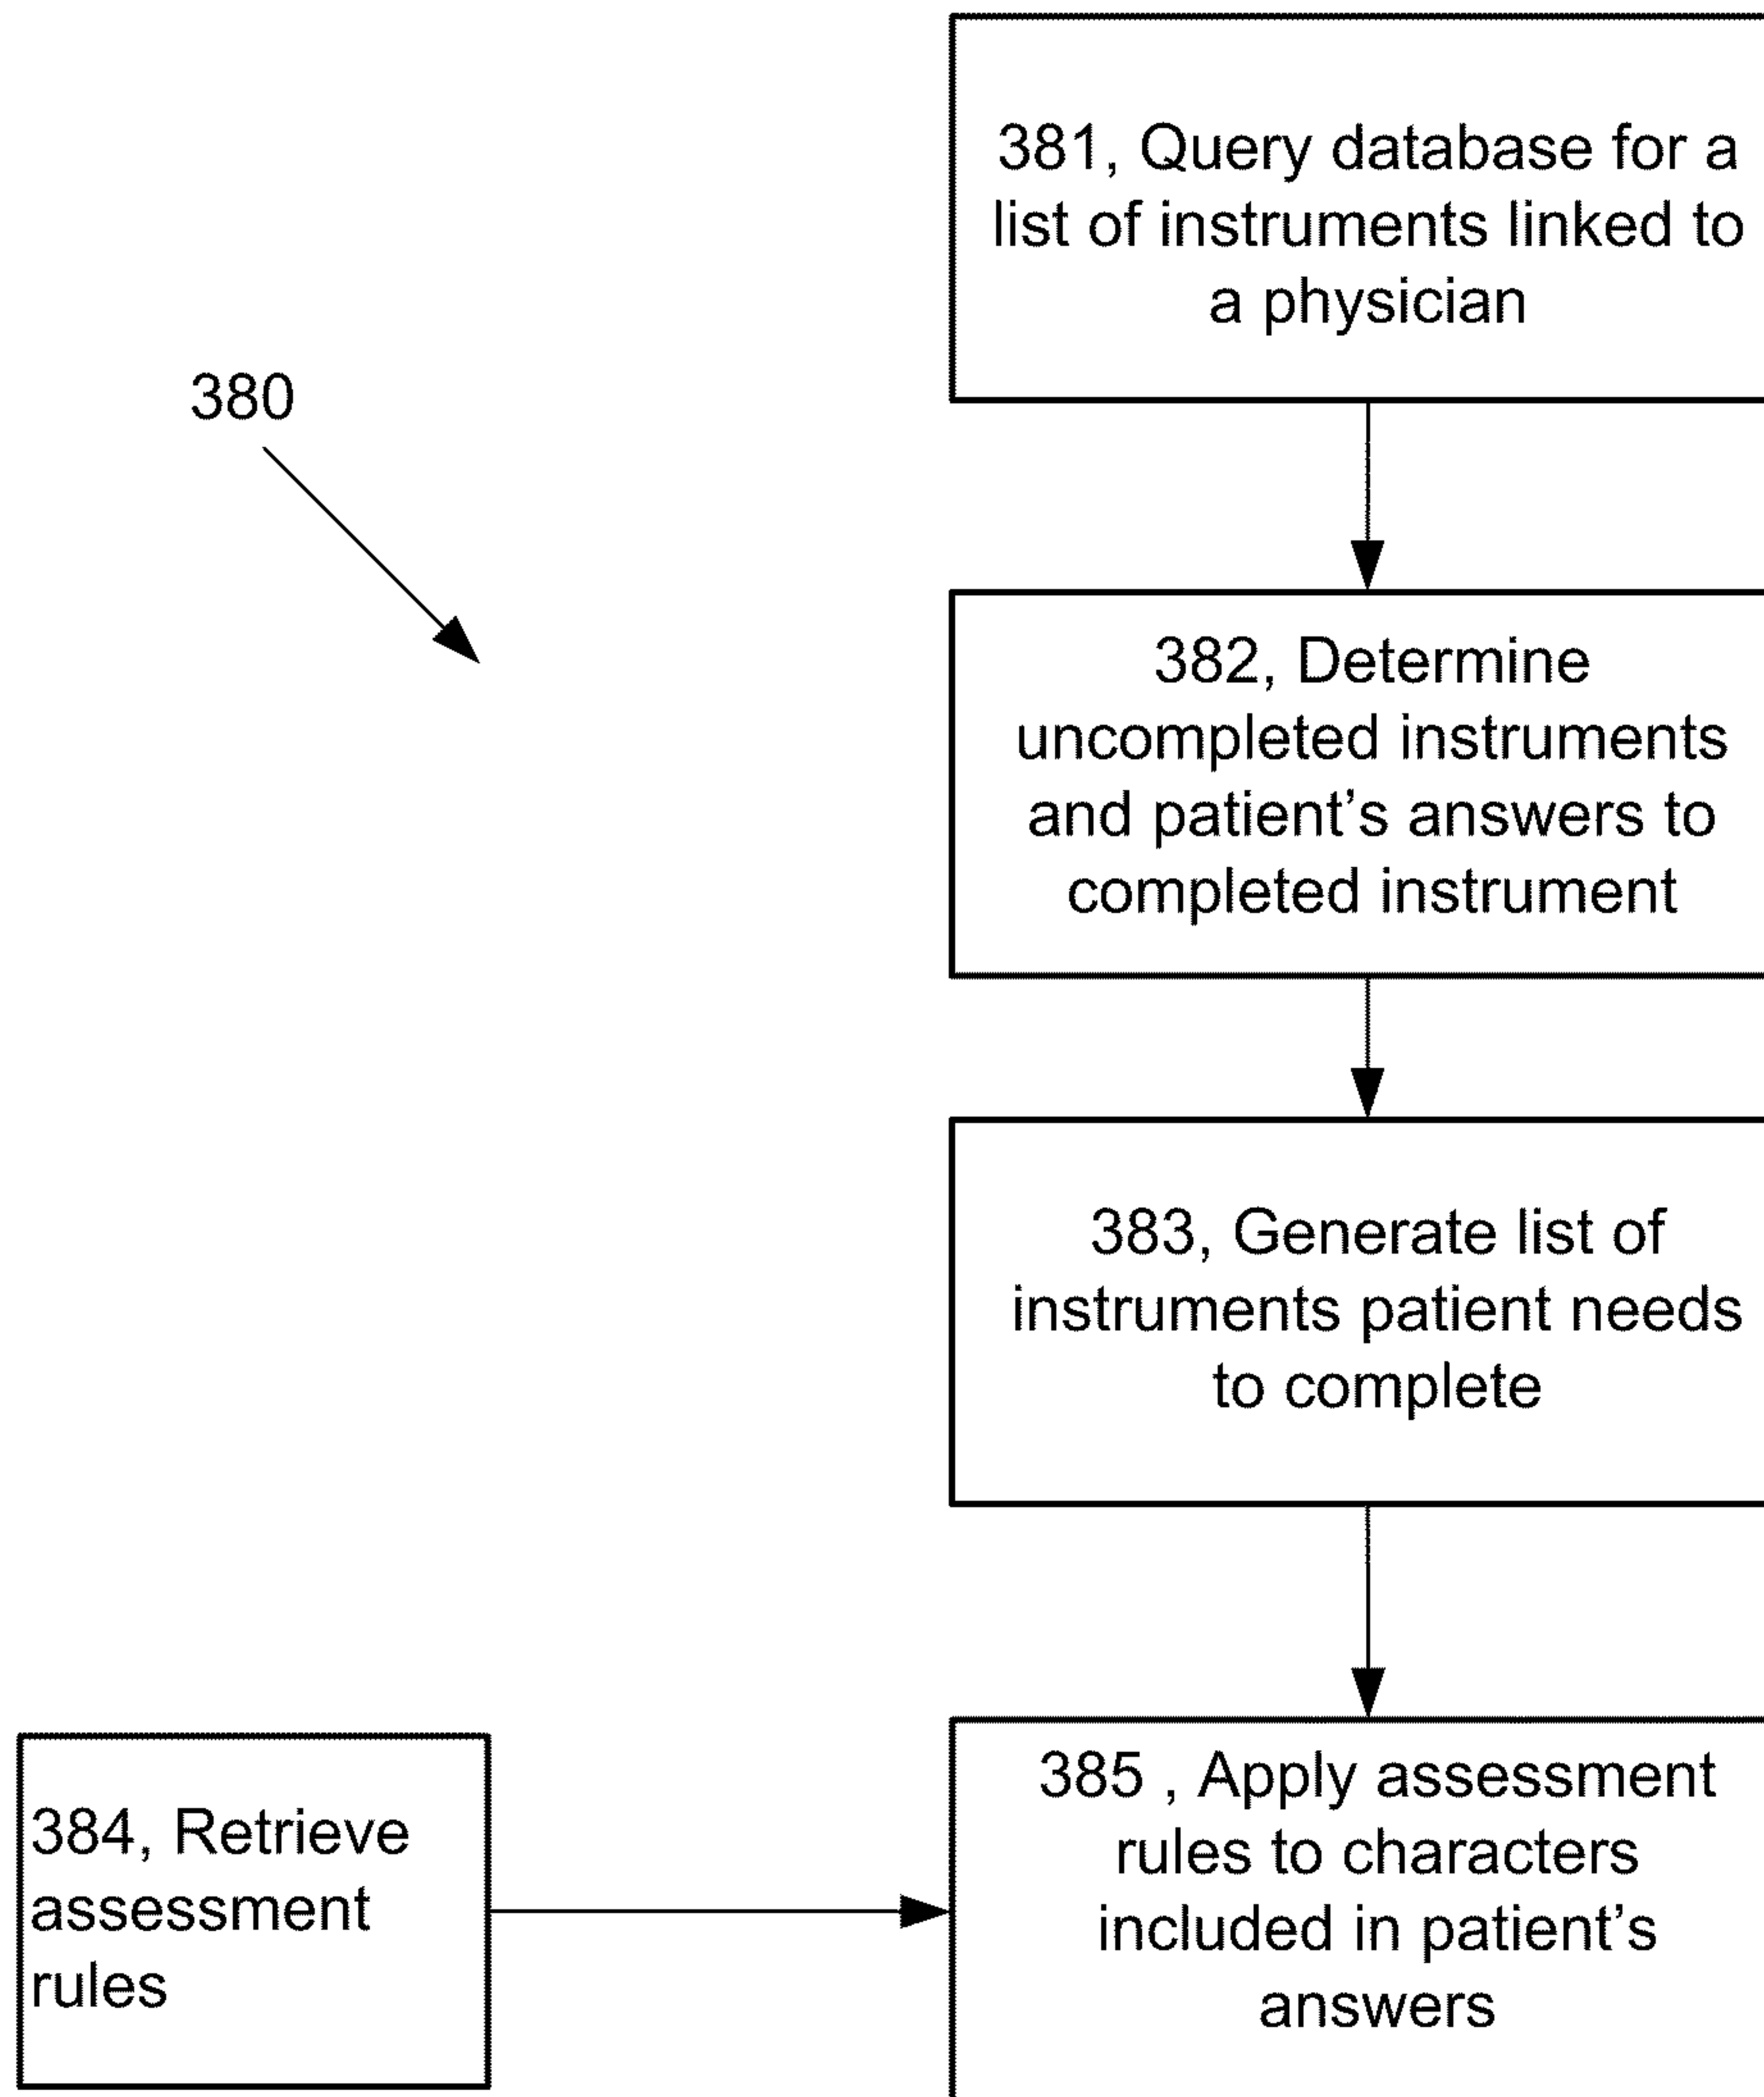 381, Query database for a
list of instruments linked to
a physician
380
382, Determine
uncompleted instruments
and patient’s answers to
completed instrument
383, Generate list of
instruments patient needs
to complete
384, Retrieve
assessment
rules
385 , Apply assessment
rules to characters
included in patient’s
answers